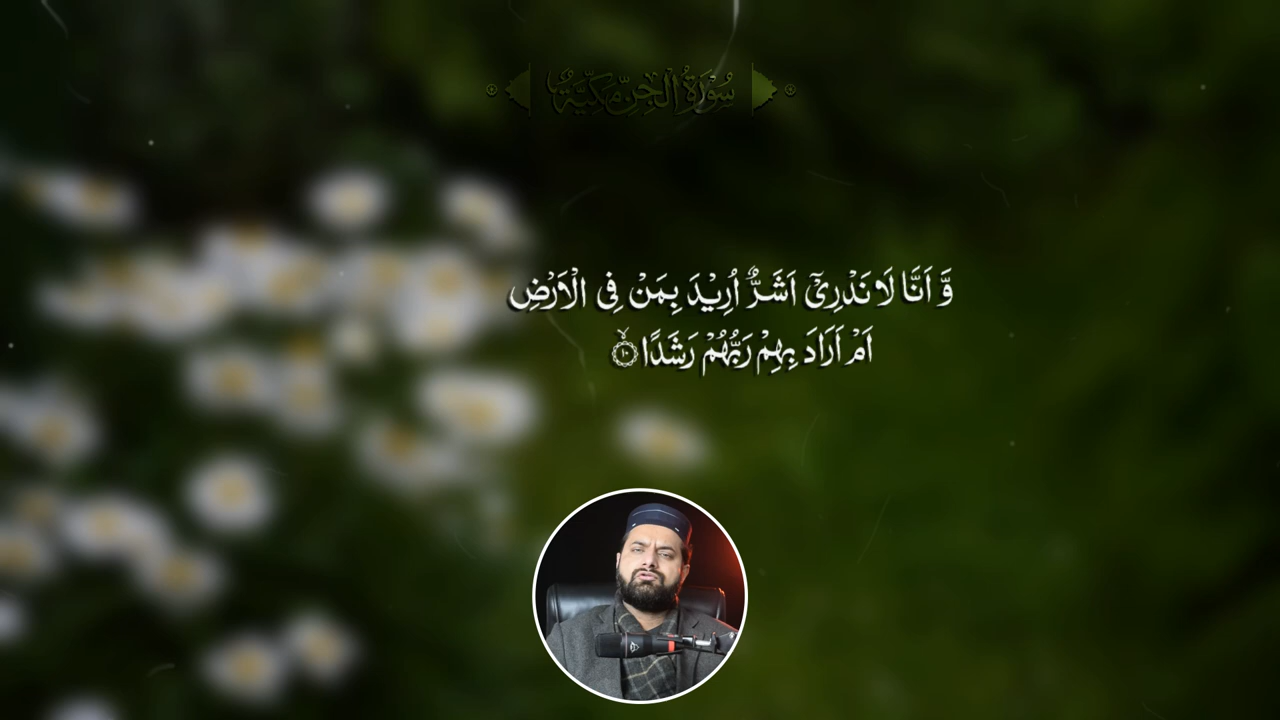 سُوۡرَةُ الۡجِنِّ مَكِّيَّةٌ
وَّ اَنَّا لَا نَدۡرِىۡۤ اَشَرٌّ اُرِيۡدَ بِمَنۡ فِى الۡاَرۡضِ
اَمۡ اَرَادَ بِهِمۡ رَبُّهُمۡ رَشَدًا ۙ‏﴿۱۰﴾